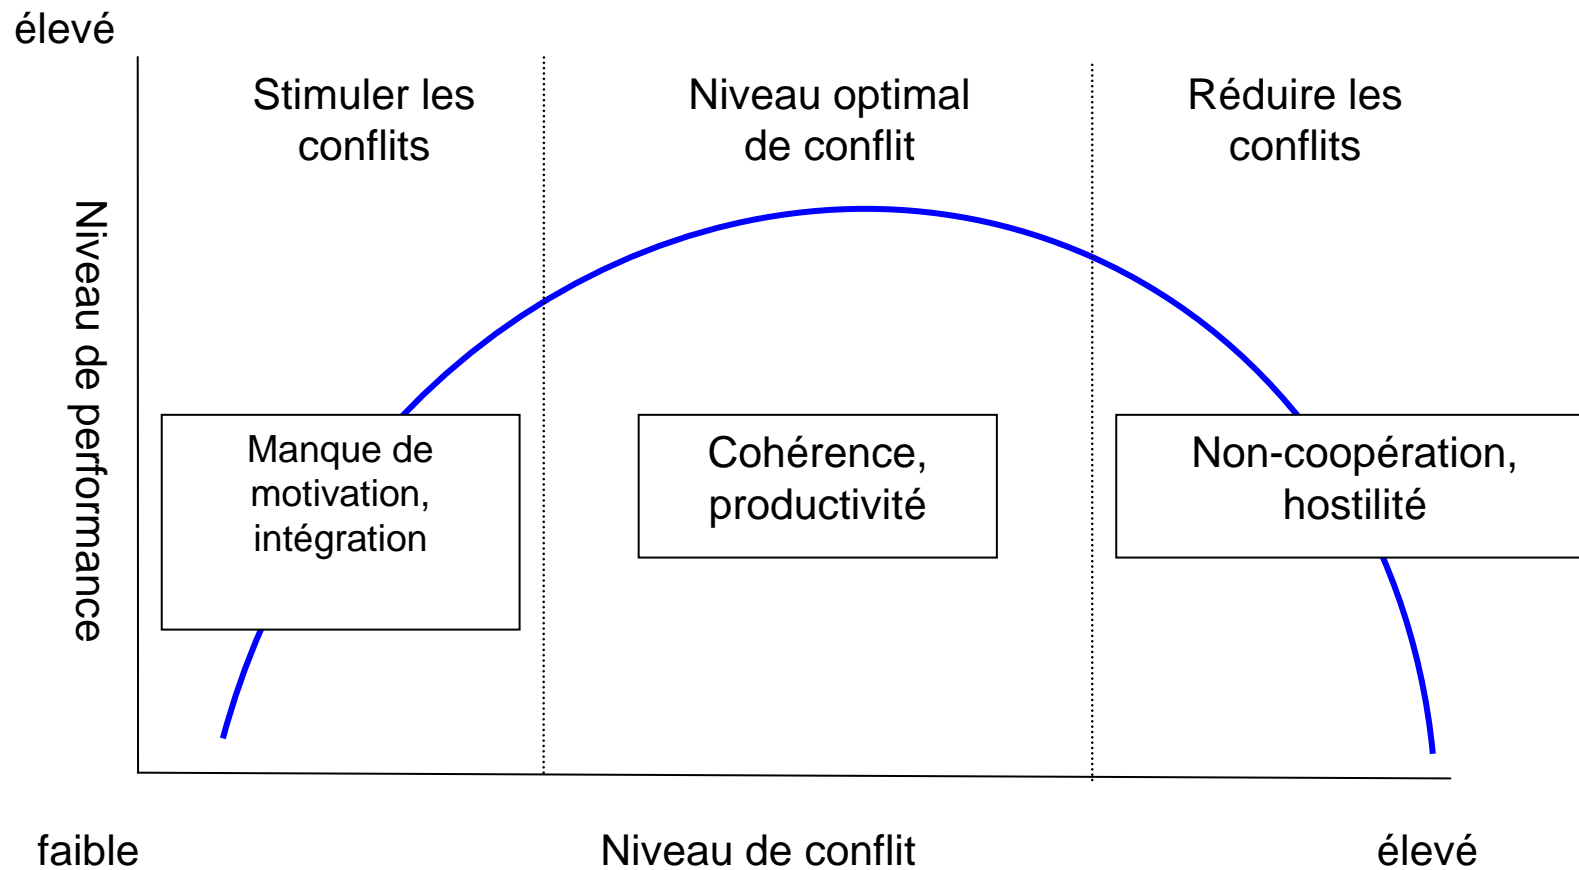 élevé
Stimuler les
conflits
Niveau optimal
de conflit
Réduire les
conflits
Niveau de performance
Manque de
motivation,
intégration
Cohérence,
productivité
Non-coopération,
hostilité
faible
Niveau de conflit
élevé